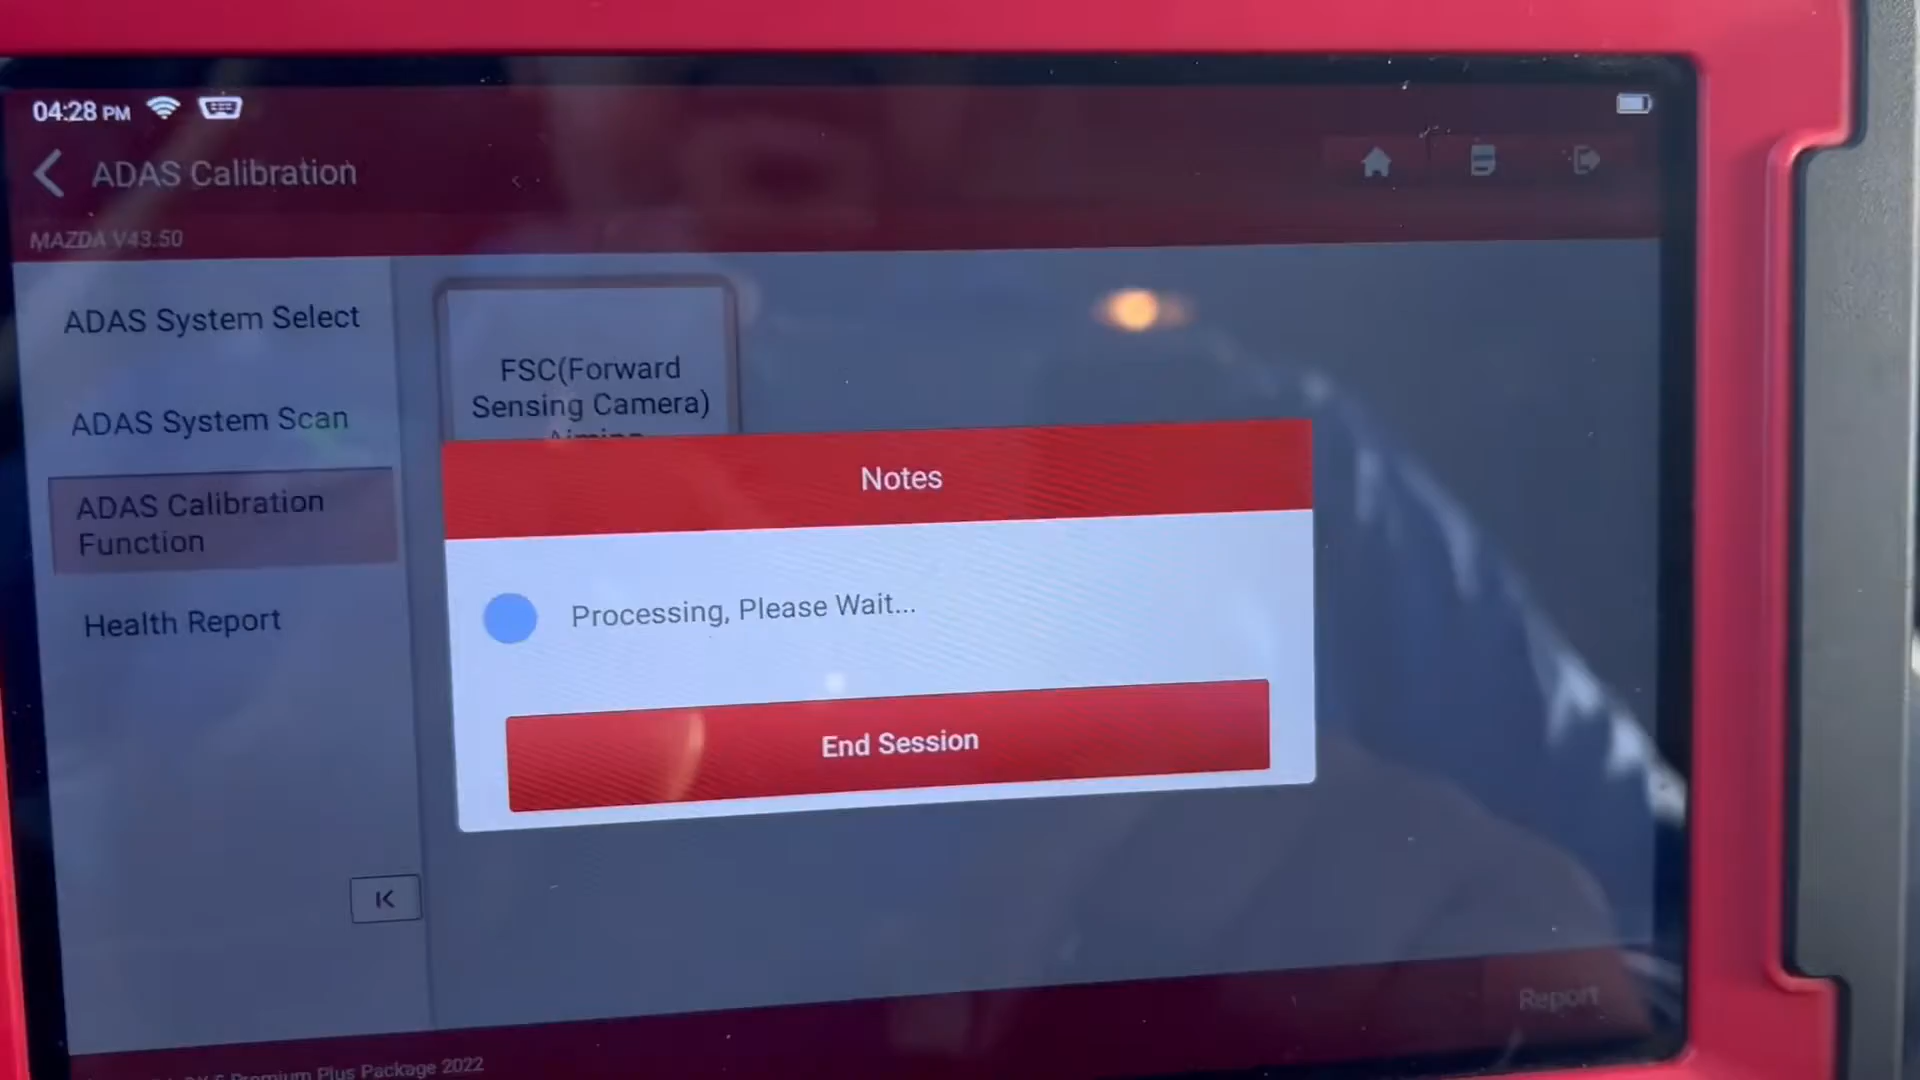 04:28 PM
ADAS Calibration
MAZDA V43.50
ADAS System Select
ADAS System Scan
ADAS Calibration
Function
Health Report
FSC(Forward
Sensing Camera)
Aiming
Notes
Processing, Please Wait...
End Session
Report
Premium Plus Package 2022